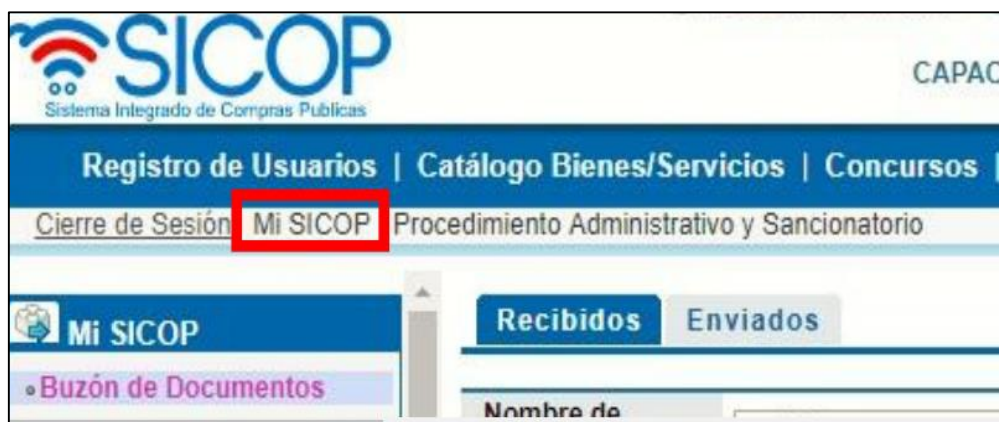 SICOP
Sistema Integrado de Compras Publicas
CAPAC
Registro de Usuarios | Catálogo Bienes/Servicios | Concursos |
Cierre de Sesión Mi SICOP Procedimiento Administrativo y Sancionatorio
Mi SICOP
Recibidos Enviados
Buzón de Documentos
Nombre de